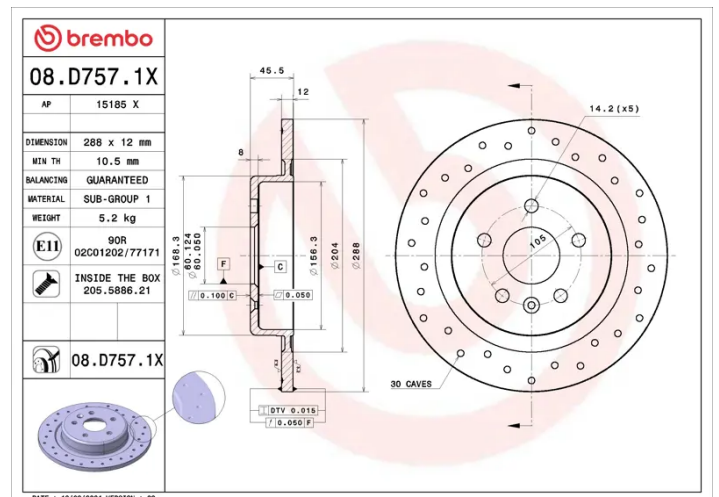 brembo
08.D757.1X
AP 15185 X
DIMENSION 288 x 12 mm
MIN TH 10.5 mm
BALANCING GUARANTEED
MATERIAL SUB-GROUP 1
WEIGHT 5.2 kg
E11 90R
02C01202/77171
INSIDE THE BOX
205.5886.21
08.D757.1X
45.5
12
8
Ø168.3
Ø60.124
60.050
F
C
Ø156.3
Ø204
Ø288
// 0.100 C
⏥ 0.050
DTV 0.015
↗ 0.050 F
14.2 (x5)
105
30 CAVES